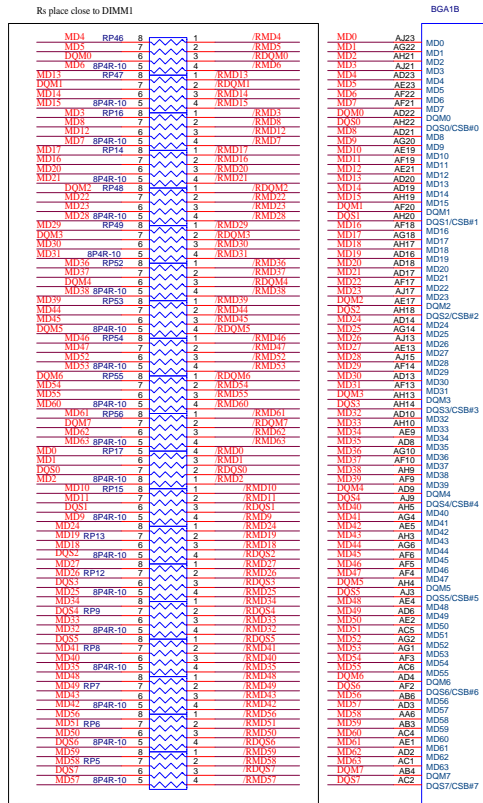 Rs place close to DIMM1
MD4 RP46 8 1 /RMD4
MD5 7 2 /RMD5
DQM0 6 3 /RDQM0
MD6 8P4R-10 5 4 /RMD6
MD13 RP47 8 1 /RMD13
DQM1 7 2 /RDQM1
MD14 6 3 /RMD14
MD15 8P4R-10 5 4 /RMD15
MD3 RP16 8 1 /RMD3
MD8 7 2 /RMD8
MD12 6 3 /RMD12
MD7 8P4R-10 5 4 /RMD7
MD17 RP14 8 1 /RMD17
MD16 7 2 /RMD16
MD20 6 3 /RMD20
MD21 8P4R-10 5 4 /RMD21
DQM2 RP48 8 1 /RDQM2
MD22 7 2 /RMD22
MD23 6 3 /RMD23
MD28 8P4R-10 5 4 /RMD28
MD29 RP49 8 1 /RMD29
DQM3 7 2 /RDQM3
MD30 6 3 /RMD30
MD31 8P4R-10 5 4 /RMD31
MD36 RP52 8 1 /RMD36
MD37 7 2 /RMD37
DQM4 6 3 /RDQM4
MD38 8P4R-10 5 4 /RMD38
MD39 RP53 8 1 /RMD39
MD44 7 2 /RMD44
MD45 6 3 /RMD45
DQM5 8P4R-10 5 4 /RDQM5
MD46 RP54 8 1 /RMD46
MD47 7 2 /RMD47
MD52 6 3 /RMD52
MD53 8P4R-10 5 4 /RMD53
DQM6 RP55 8 1 /RDQM6
MD54 7 2 /RMD54
MD55 6 3 /RMD55
MD60 8P4R-10 5 4 /RMD60
MD61 RP56 8 1 /RMD61
DQM7 7 2 /RDQM7
MD62 6 3 /RMD62
MD63 8P4R-10 5 4 /RMD63
MD0 RP17 5 4 /RMD0
MD1 6 3 /RMD1
DQS0 7 2 /RDQS0
MD2 8P4R-10 8 1 /RMD2
MD10 RP15 8 1 /RMD10
MD11 7 2 /RMD11
DQS1 6 3 /RDQS1
MD9 8P4R-10 5 4 /RMD9
MD24 8 1 /RMD24
MD19 RP13 7 2 /RMD19
MD18 6 3 /RMD18
DQS2 8P4R-10 5 4 /RDQS2
MD27 8 1 /RMD27
MD26 RP12 7 2 /RMD26
DQS3 6 3 /RDQS3
MD25 8P4R-10 5 4 /RMD25
MD34 8 1 /RMD34
DQS4 RP9 7 2 /RDQS4
MD33 6 3 /RMD33
MD32 8P4R-10 5 4 /RMD32
DQS5 8 1 /RDQS5
MD41 RP8 7 2 /RMD41
MD40 6 3 /RMD40
MD35 8P4R-10 5 4 /RMD35
MD48 8 1 /RMD48
MD49 RP7 7 2 /RMD49
MD43 6 3 /RMD43
MD42 8P4R-10 5 4 /RMD42
MD56 8 1 /RMD56
MD51 RP6 7 2 /RMD51
MD50 6 3 /RMD50
DQS6 8P4R-10 5 4 /RDQS6
MD59 8 1 /RMD59
MD58 RP5 7 2 /RMD58
DQS7 6 3 /RDQS7
MD57 8P4R-10 5 4 /RMD57
BGA1B
MD0 AJ23 MD0
MD1 AG22 MD1
MD2 AH21 MD2
MD3 AJ21 MD3
MD4 AD23 MD4
MD5 AE23 MD5
MD6 AF22 MD6
MD7 AF21 MD7
DQM0 AD22 DQM0
DQS0 AH22 DQS0/CSB#0
MD8 AD21 MD8
MD9 AG20 MD9
MD10 AE19 MD10
MD11 AF19 MD11
MD12 AE21 MD12
MD13 AD20 MD13
MD14 AD19 MD14
MD15 AH19 MD15
DQM1 AF20 DQM1
DQS1 AH20 DQS1/CSB#1
MD16 AF18 MD16
MD17 AG18 MD17
MD18 AH17 MD18
MD19 AD16 MD19
MD20 AD18 MD20
MD21 AD17 MD21
MD22 AF17 MD22
MD23 AJ17 MD23
DQM2 AE17 DQM2
DQS2 AH18 DQS2/CSB#2
MD24 AD14 MD24
MD25 AG14 MD25
MD26 AJ13 MD26
MD27 AE13 MD27
MD28 AJ15 MD28
MD29 AF14 MD29
MD30 AD13 MD30
MD31 AF13 MD31
DQM3 AH13 DQM3
DQS3 AH14 DQS3/CSB#3
MD32 AD10 MD32
MD33 AH10 MD33
MD34 AE9 MD34
MD35 AD8 MD35
MD36 AG10 MD36
MD37 AF10 MD37
MD38 AH9 MD38
MD39 AF9 MD39
DQM4 AD9 DQM4
DQS4 AJ9 DQS4/CSB#4
MD40 AH5 MD40
MD41 AG4 MD41
MD42 AE5 MD42
MD43 AH3 MD43
MD44 AG6 MD44
MD45 AF6 MD45
MD46 AF5 MD46
MD47 AF4 MD47
DQM5 AH4 DQM5
DQS5 AJ3 DQS5/CSB#5
MD48 AE4 MD48
MD49 AD6 MD49
MD50 AE2 MD50
MD51 AC5 MD51
MD52 AG2 MD52
MD53 AG1 MD53
MD54 AF3 MD54
MD55 AC6 MD55
DQM6 AD4 DQM6
DQS6 AF2 DQS6/CSB#6
MD56 AB6 MD56
MD57 AD3 MD57
MD58 AA6 MD58
MD59 AB3 MD59
MD60 AC4 MD60
MD61 AE1 MD61
MD62 AD2 MD62
MD63 AC1 MD63
DQM7 AB4 DQM7
DQS7 AC2 DQS7/CSB#7